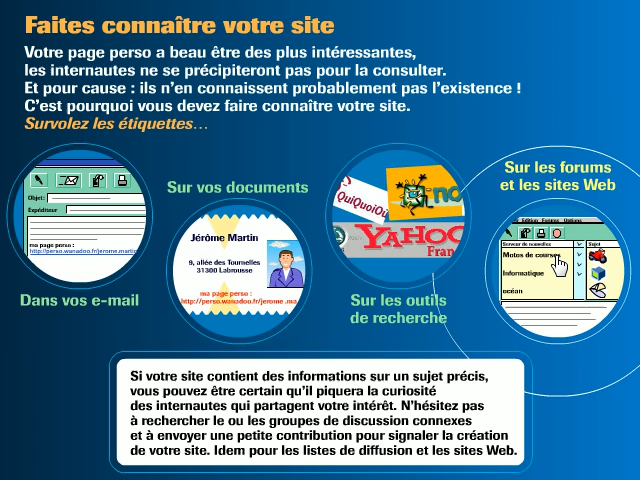 Faites connaître votre site
Votre page perso a beau être des plus intéressantes,
les internautes ne se précipiteront pas pour la consulter.
Et pour cause : ils n'en connaissent probablement pas l'existence !
C'est pourquoi vous devez faire connaître votre site.
Survolez les étiquettes...
Objet:
Expéditeur
ma page perso :
http://perso.wanadoo.fr/jerome.martin
Dans vos e-mail
Sur vos documents
Jérôme Martin
9, allée des Tournelles
31300 Labrousse
ma page perso :
http://perso.wanadoo.fr/jerome.ma
QuiQuoiOù
no
YAHOO
Fran
Sur les outils
de recherche
Sur les forums
et les sites Web
Edition Forums Options
Serveur de nouvelles
Sujet
Motos de courses
Informatique
océan
Si votre site contient des informations sur un sujet précis,
vous pouvez être certain qu'il piquera la curiosité
des internautes qui partagent votre intérêt. N'hésitez pas
à rechercher le ou les groupes de discussion connexes
et à envoyer une petite contribution pour signaler la création
de votre site. Idem pour les listes de diffusion et les sites Web.